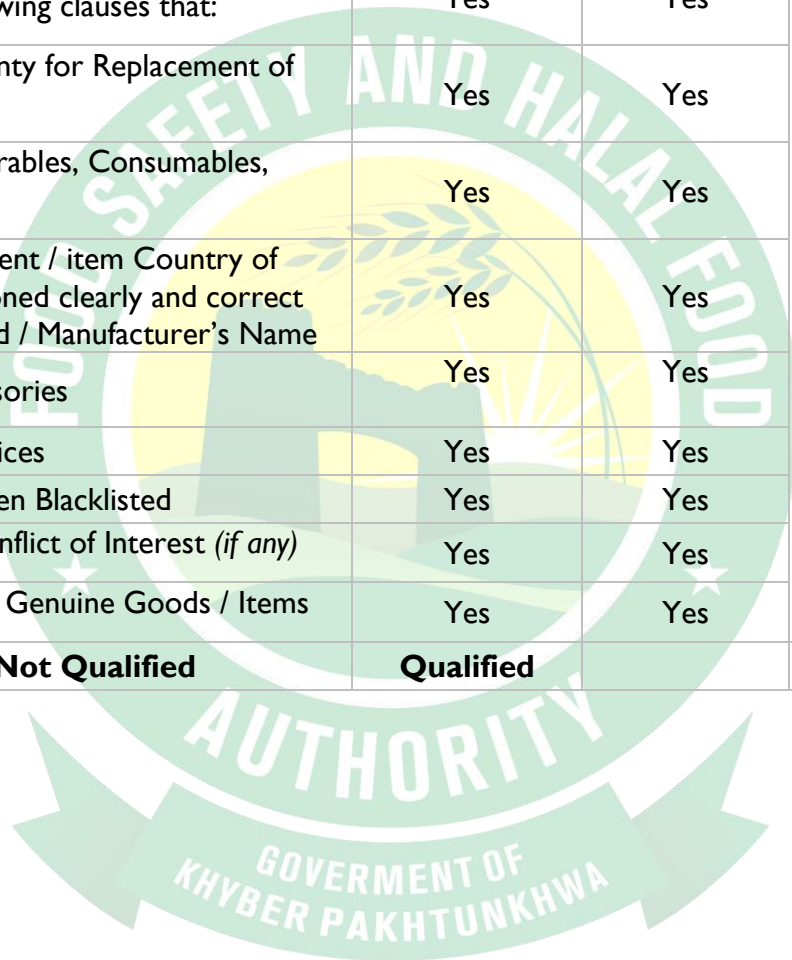 wing clauses that: Yes Yes
nty for Replacement of
Yes Yes
rables, Consumables,
Yes Yes
ent / item Country of
ned clearly and correct Yes Yes
d / Manufacturer's Name
sories Yes Yes
ices Yes Yes
en Blacklisted Yes Yes
nflict of Interest (if any) Yes Yes
Genuine Goods / Items Yes Yes
Not Qualified Qualified
FOOD SAFETY AND HALAL FOOD
AUTHORITY
GOVERMENT OF
KHYBER PAKHTUNKHWA